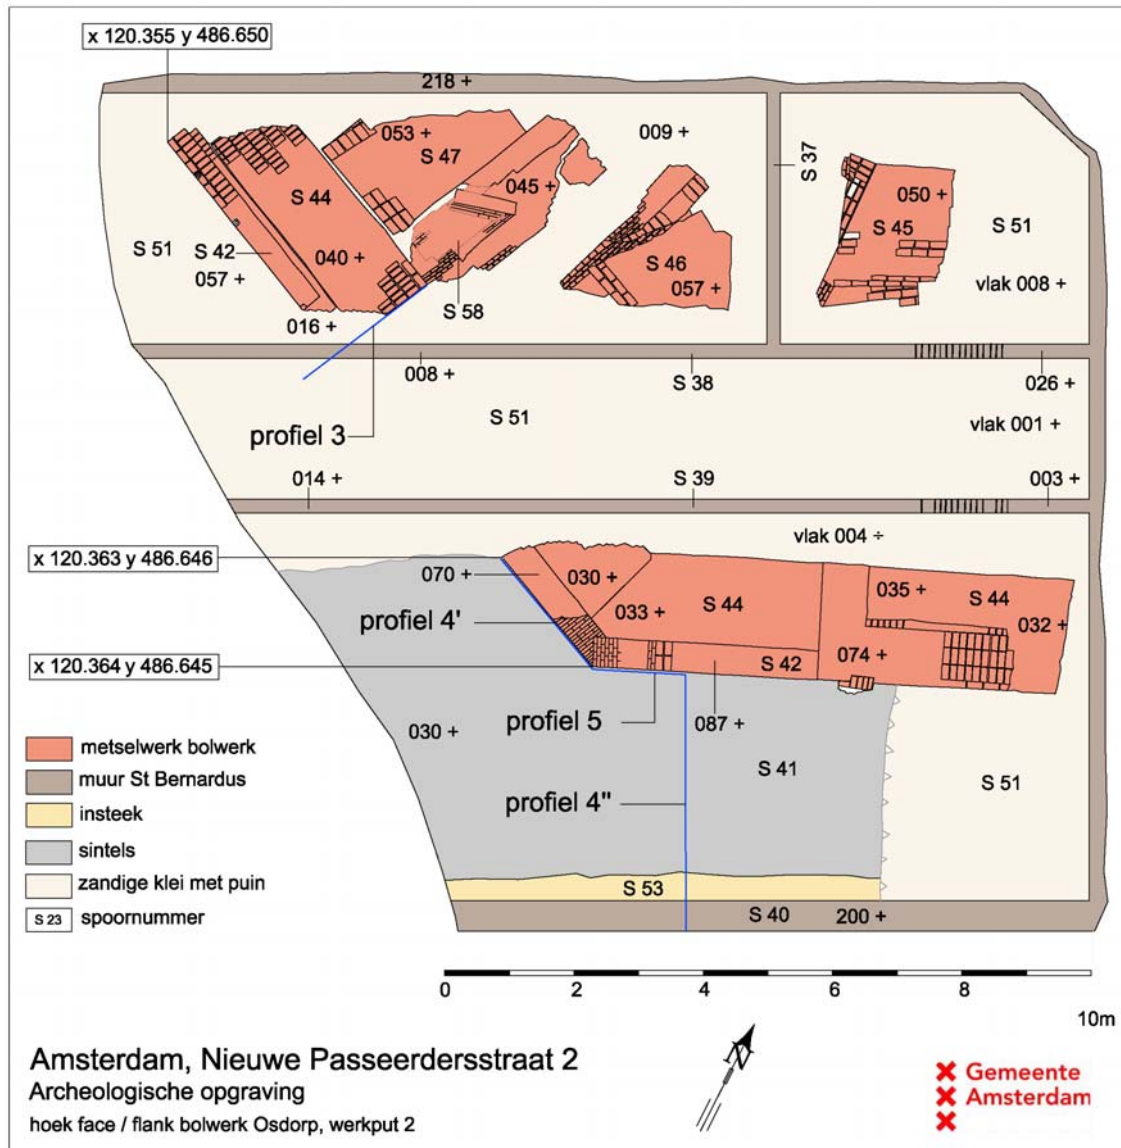 x 120.355 y 486.650
218 +
053 +
S 47
009 +
S 37
045 +
050 +
S 44
S 45
S 51
S 51
S 42
040 +
S 46
057 +
057 +
vlak 008 +
016 +
S 58
008 +
S 38
026 +
S 51
vlak 001 +
profiel 3
014 +
S 39
003 +
vlak 004 ÷
x 120.363 y 486.646
070 +
030 +
035 +
S 44
033 +
S 44
032 +
profiel 4'
x 120.364 y 486.645
S 42
074 +
profiel 5
087 +
030 +
S 41
S 51
profiel 4"
metselwerk bolwerk
muur St Bernardus
insteek
sintels
zandige klei met puin
S 23 spoornummer
S 53
S 40
200 +
0 2 4 6 8
10m
N
Amsterdam, Nieuwe Passeerdersstraat 2
Archeologische opgraving
hoek face / flank bolwerk Osdorp, werkput 2
Gemeente
Amsterdam